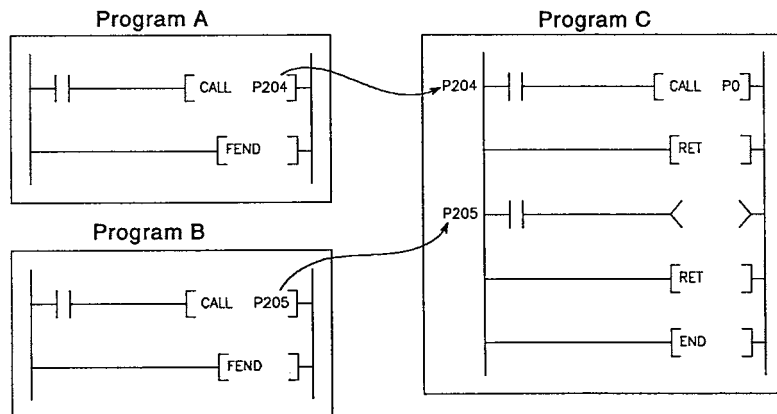 Program A
CALL P204
FEND
Program B
CALL P205
FEND
Program C
P204 CALL P0
RET
P205
RET
END